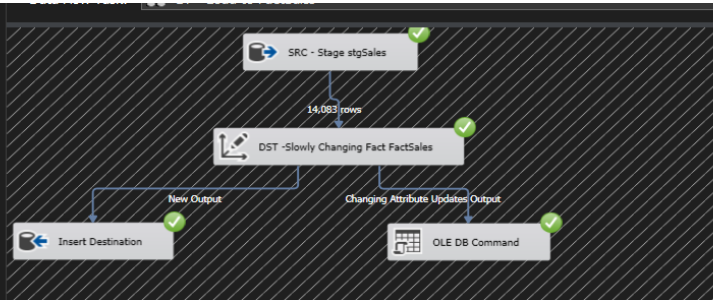 SRC - Stage stgSales
14,083 rows
DST -Slowly Changing Fact FactSales
New Output
Changing Attribute Updates Output
Insert Destination
OLE DB Command